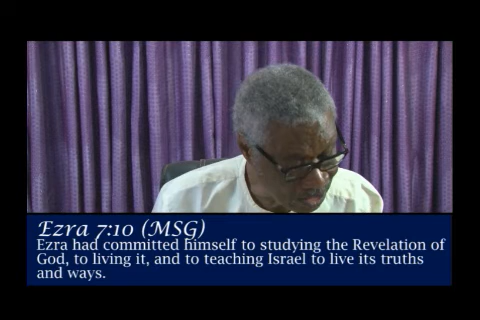 Ezra 7:10 (MSG)
Ezra had committed himself to studying the Revelation of
God, to living it, and to teaching Israel to live its truths
and ways.